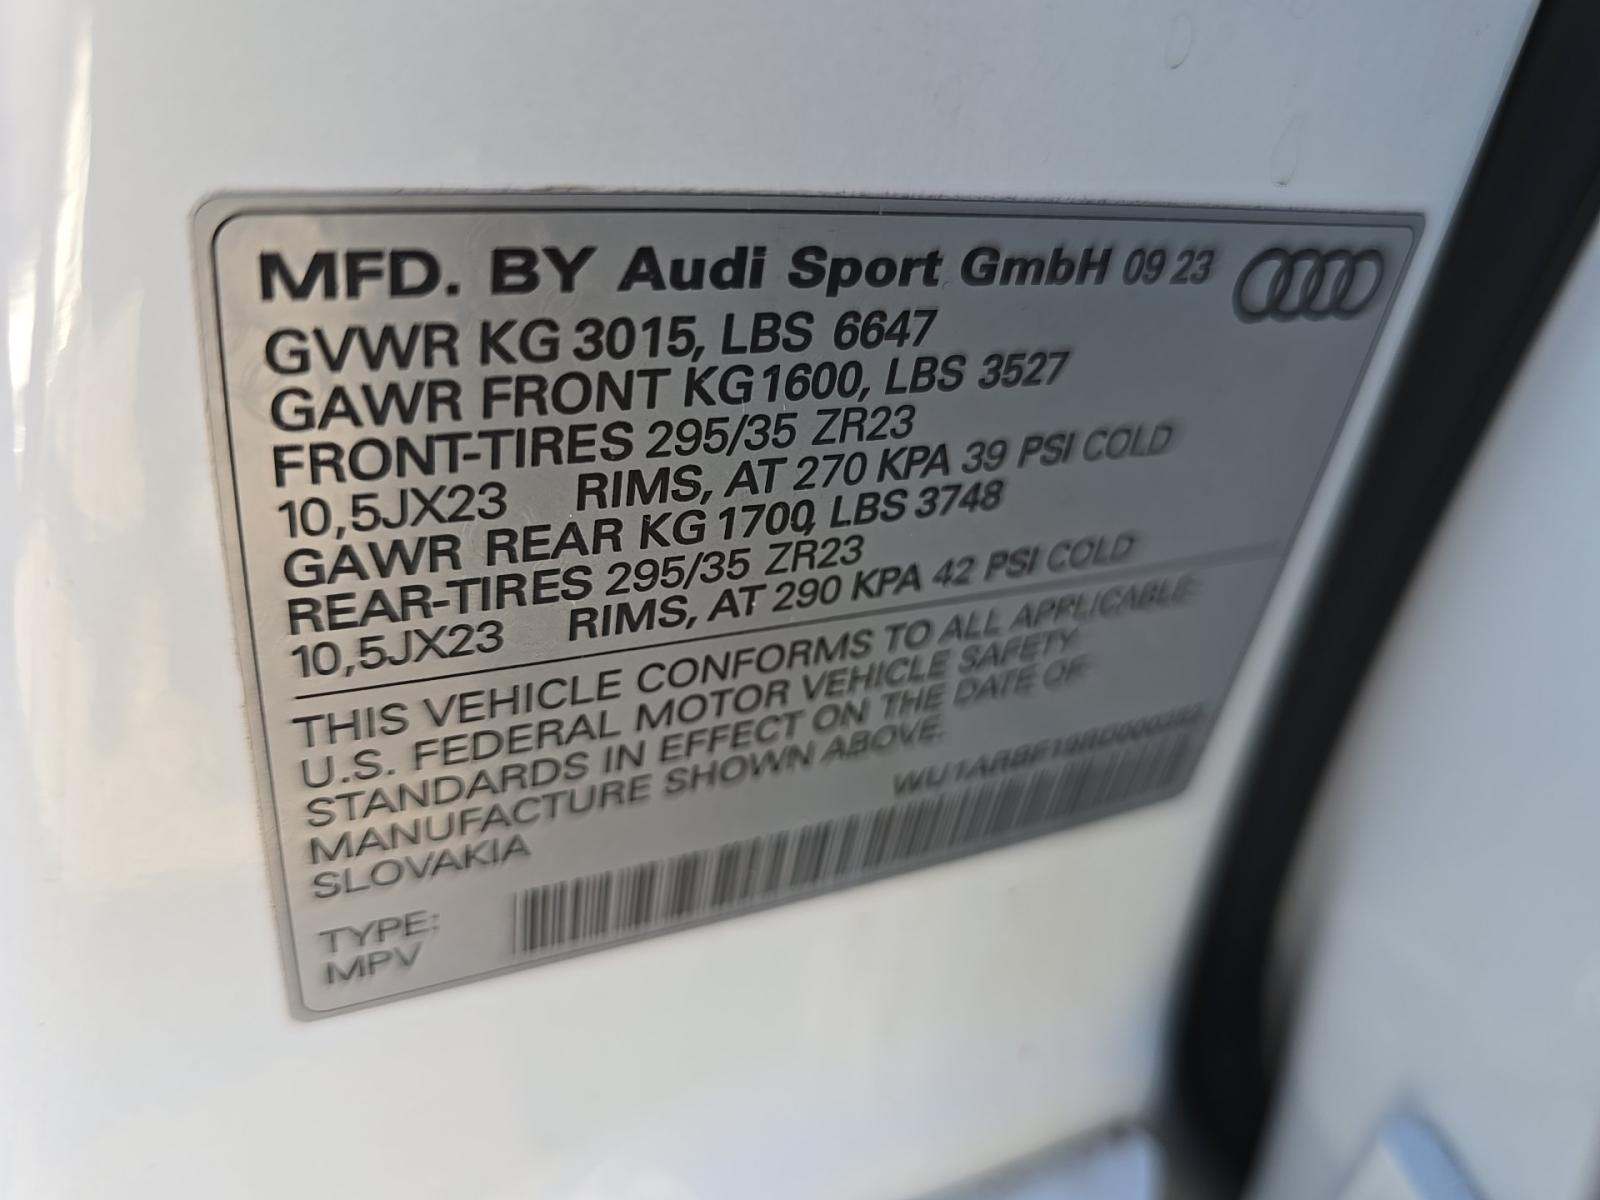 MFD. BY Audi Sport GmbH 09 23
GVWR KG 3015, LBS 6647
GAWR FRONT KG 1600, LBS 3527
FRONT-TIRES 295/35 ZR23
10,5JX23 RIMS, AT 270 KPA 39 PSI COLD
GAWR REAR KG 1700, LBS 3748
REAR-TIRES 295/35 ZR23
10,5JX23 RIMS, AT 290 KPA 42 PSI COLD
THIS VEHICLE CONFORMS TO ALL APPLICABLE
U.S. FEDERAL MOTOR VEHICLE SAFETY
STANDARDS IN EFFECT ON THE DATE OF
MANUFACTURE SHOWN ABOVE.
SLOVAKIA
TYPE:
MPV